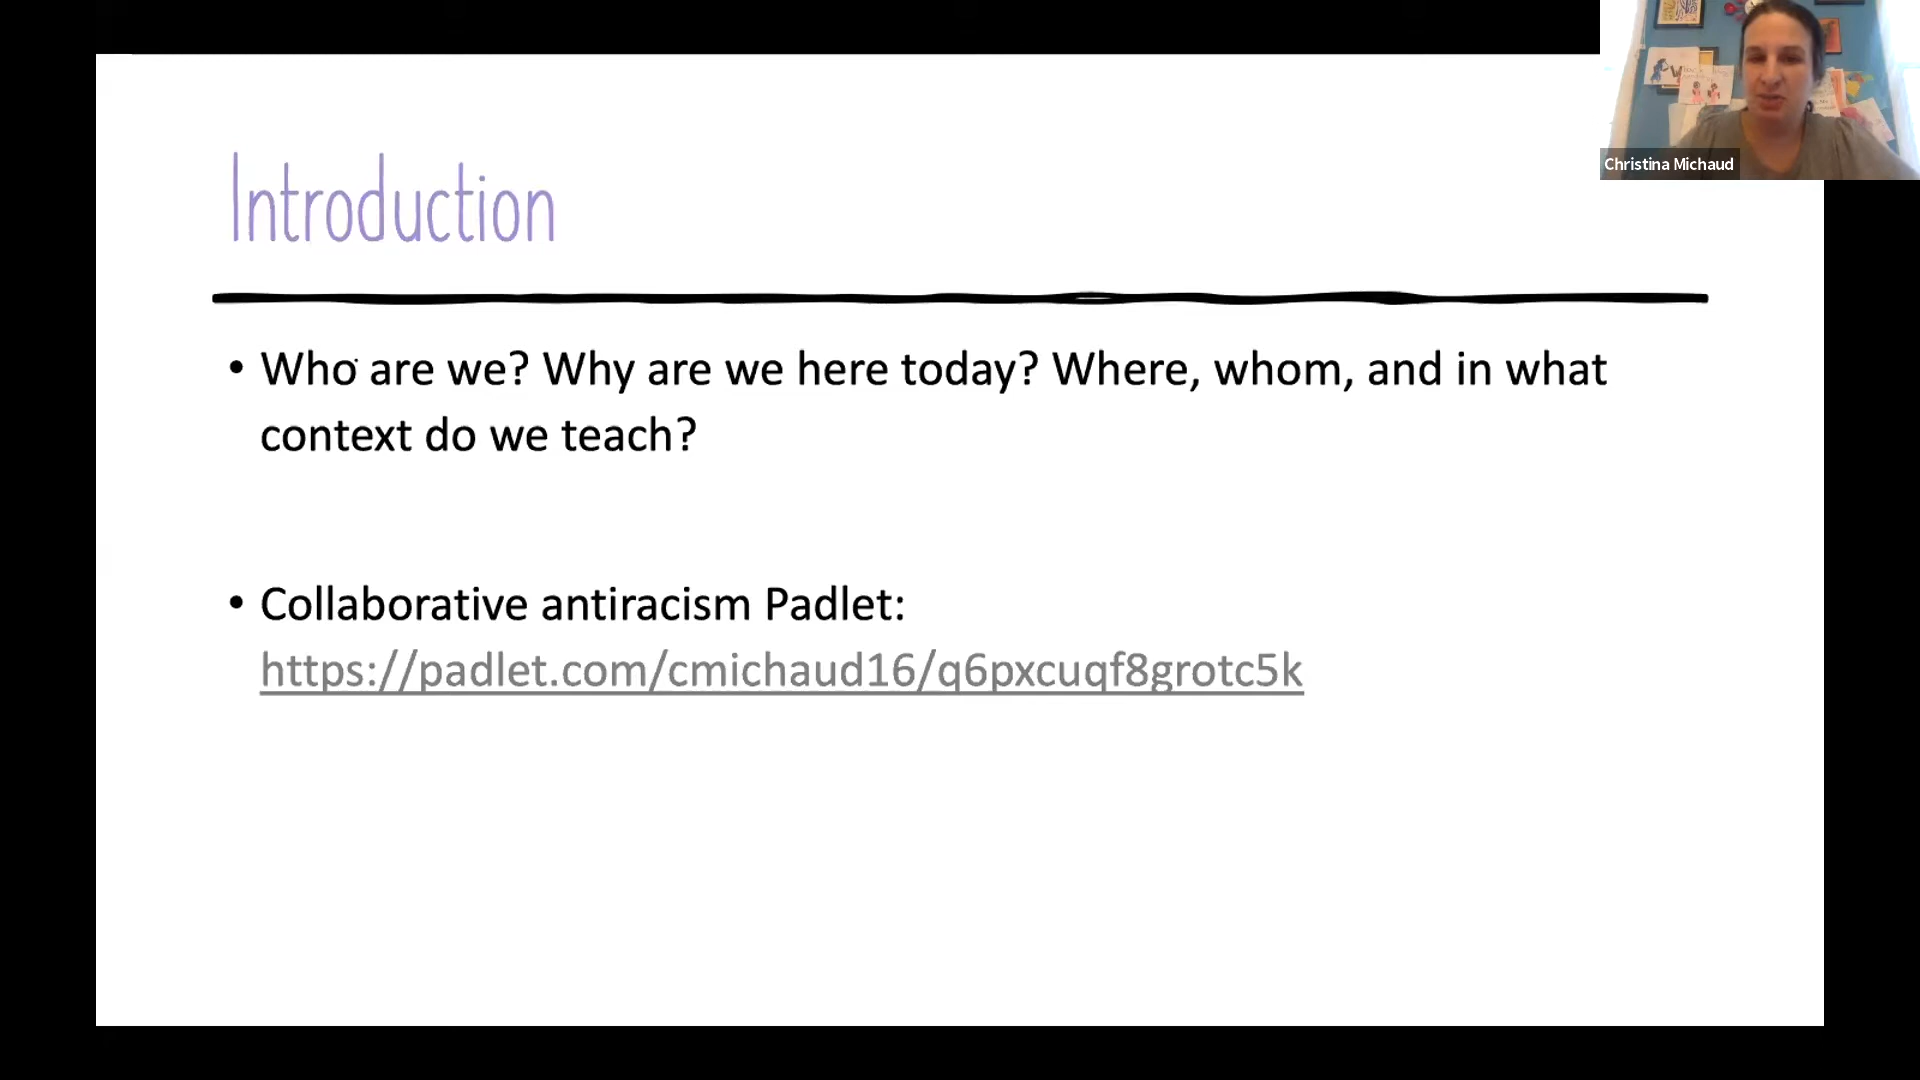 Introduction
• Who are we? Why are we here today? Where, whom, and in what
context do we teach?
• Collaborative antiracism Padlet:
https://padlet.com/cmichaud16/q6pxcuqf8grotc5k
Christina Michaud